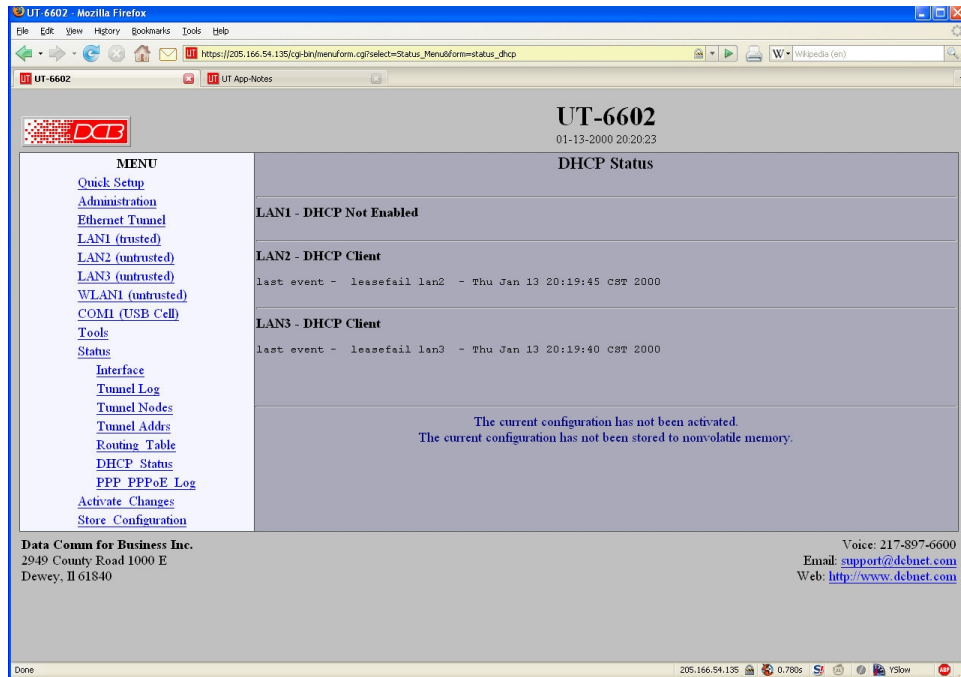 UT-6602 - Mozilla Firefox
File Edit View History Bookmarks Tools Help
https://205.166.54.135/cgi-bin/menuform.cgi?select=Status_Menu&form=status_dhcp
W Wikipedia (en)
UT UT-6602
UT UT App-Notes
DCB
UT-6602
01-13-2000 20:20:23
MENU
Quick Setup
Administration
Ethernet Tunnel
LAN1 (trusted)
LAN2 (untrusted)
LAN3 (untrusted)
WLAN1 (untrusted)
COM1 (USB Cell)
Tools
Status
Interface
Tunnel Log
Tunnel Nodes
Tunnel Addrs
Routing Table
DHCP Status
PPP PPPoE Log
Activate Changes
Store Configuration
DHCP Status
LAN1 - DHCP Not Enabled
LAN2 - DHCP Client
last event - leasefail lan2 - Thu Jan 13 20:19:45 CST 2000
LAN3 - DHCP Client
last event - leasefail lan3 - Thu Jan 13 20:19:40 CST 2000
The current configuration has not been activated.
The current configuration has not been stored to nonvolatile memory.
Data Comm for Business Inc.
2949 County Road 1000 E
Dewey, Il 61840
Voice: 217-897-6600
Email: support@dcbnet.com
Web: http://www.dcbnet.com
Done
205.166.54.135 0.780s YSlow ABP